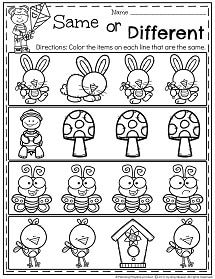 Name
Same or Different
Directions: Color the items on each line that are the same.